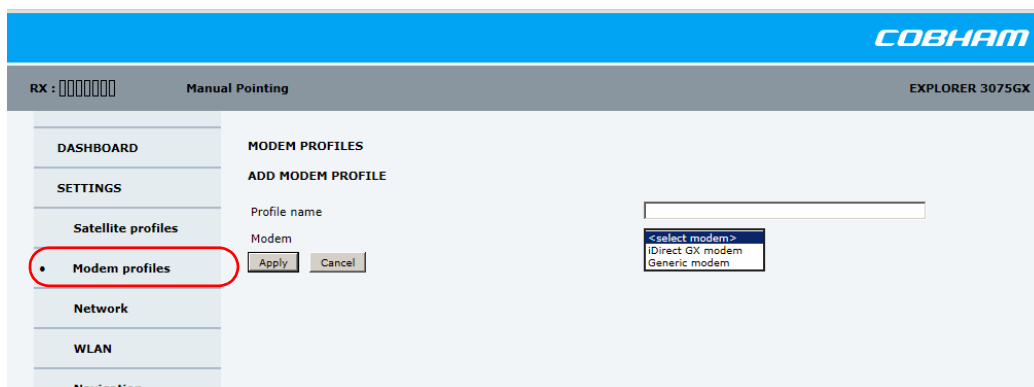 COBHAM
RX :
Manual Pointing
EXPLORER 3075GX
DASHBOARD
SETTINGS
Satellite profiles
• Modem profiles
Network
WLAN
Navigation
MODEM PROFILES
ADD MODEM PROFILE
Profile name
Modem
<select modem>
iDirect GX modem
Generic modem
Apply
Cancel